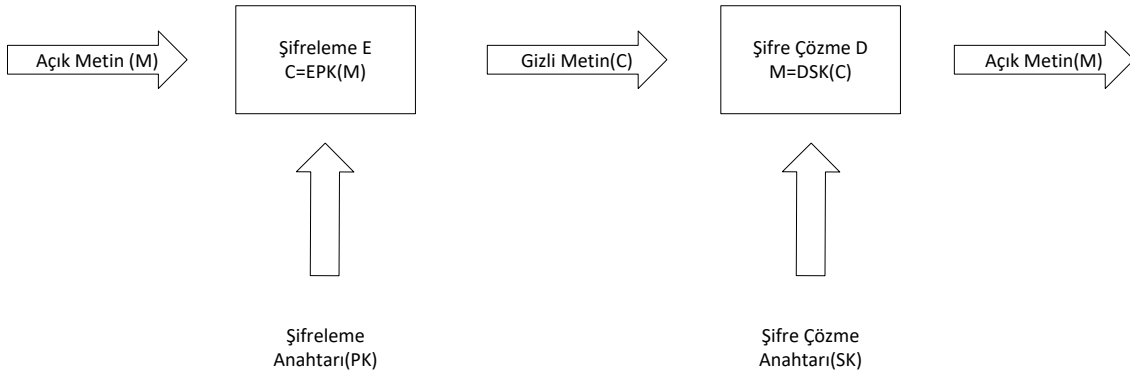 Açık Metin (M)
Şifreleme E
C=EPK(M)
Gizli Metin(C)
Şifre Çözme D
M=DSK(C)
Açık Metin(M)
Şifreleme
Anahtarı(PK)
Şifre Çözme
Anahtarı(SK)